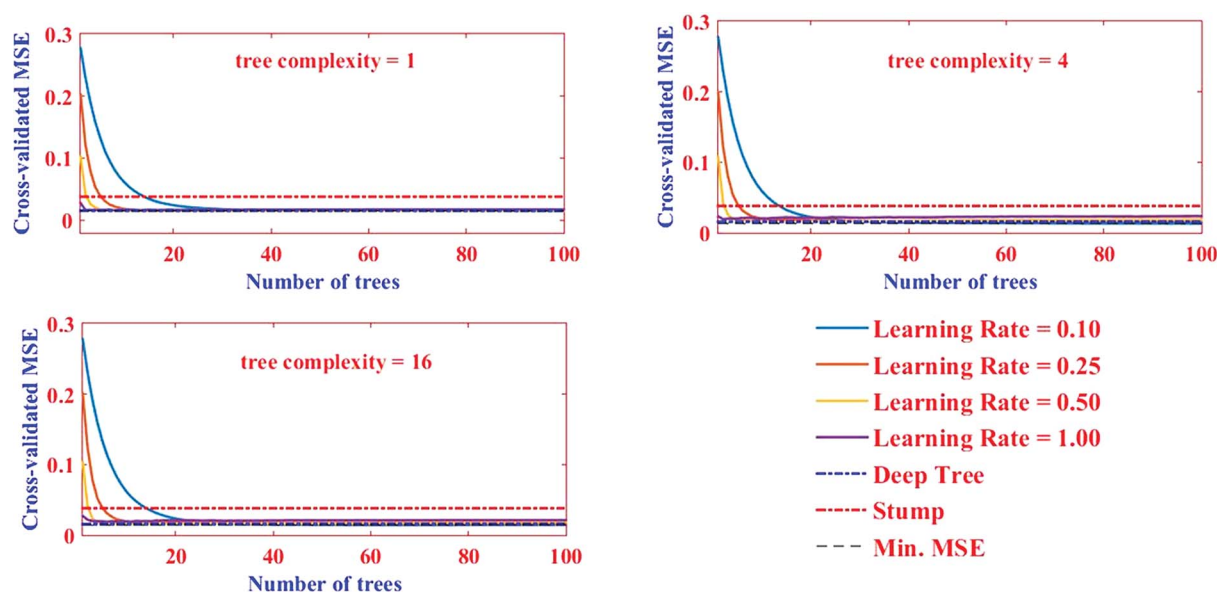 Cross-validated MSE
0.3
0.2
0.1
0
tree complexity = 1
20 40 60 80 100
Number of trees
Cross-validated MSE
0.3
0.2
0.1
0
tree complexity = 4
20 40 60 80 100
Number of trees
Cross-validated MSE
0.3
0.2
0.1
0
tree complexity = 16
20 40 60 80 100
Number of trees
Learning Rate = 0.10
Learning Rate = 0.25
Learning Rate = 0.50
Learning Rate = 1.00
Deep Tree
Stump
Min. MSE